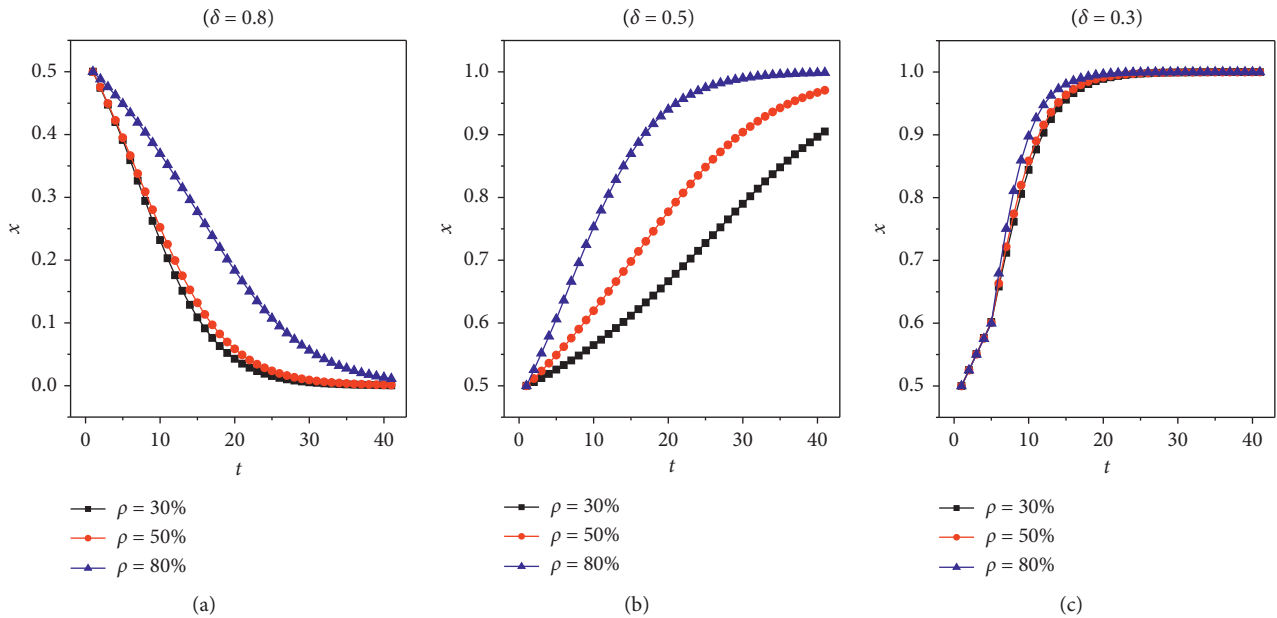 (δ = 0.8)
0.5
0.4
0.3
0.2
0.1
0.0
x
0 10 20 30 40
t
ρ = 30%
ρ = 50%
ρ = 80%
(a)
(δ = 0.5)
1.0
0.9
0.8
0.7
0.6
0.5
x
0 10 20 30 40
t
ρ = 30%
ρ = 50%
ρ = 80%
(b)
(δ = 0.3)
1.0
0.9
0.8
0.7
0.6
0.5
x
0 10 20 30 40
t
ρ = 30%
ρ = 50%
ρ = 80%
(c)